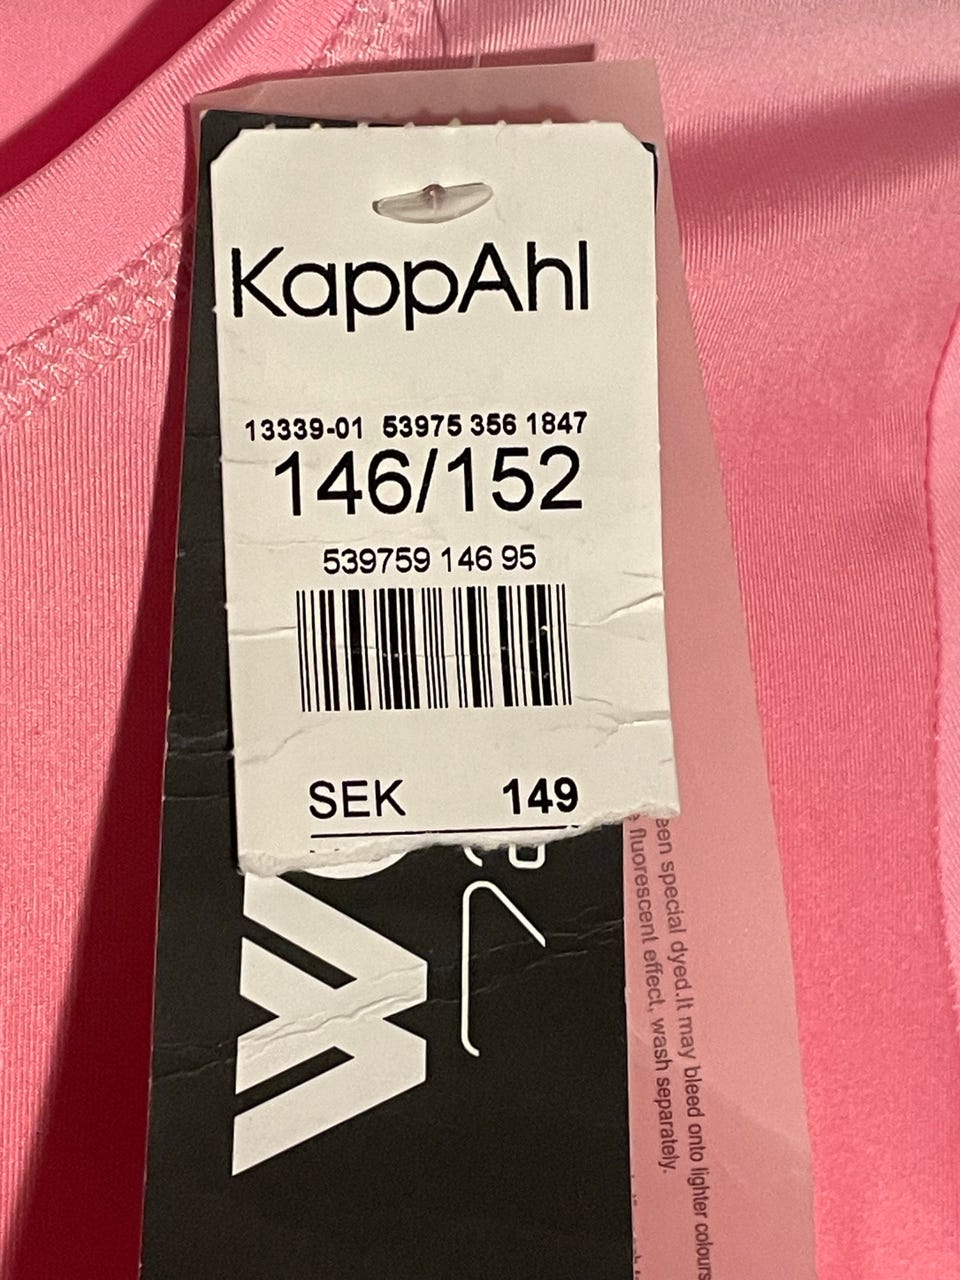 KappAhl
13339-01 53975 356 1847
146/152
539759 146 95
SEK 149
een special dyed.It may bleed onto lighter colours
fluorescent effect, wash separately.